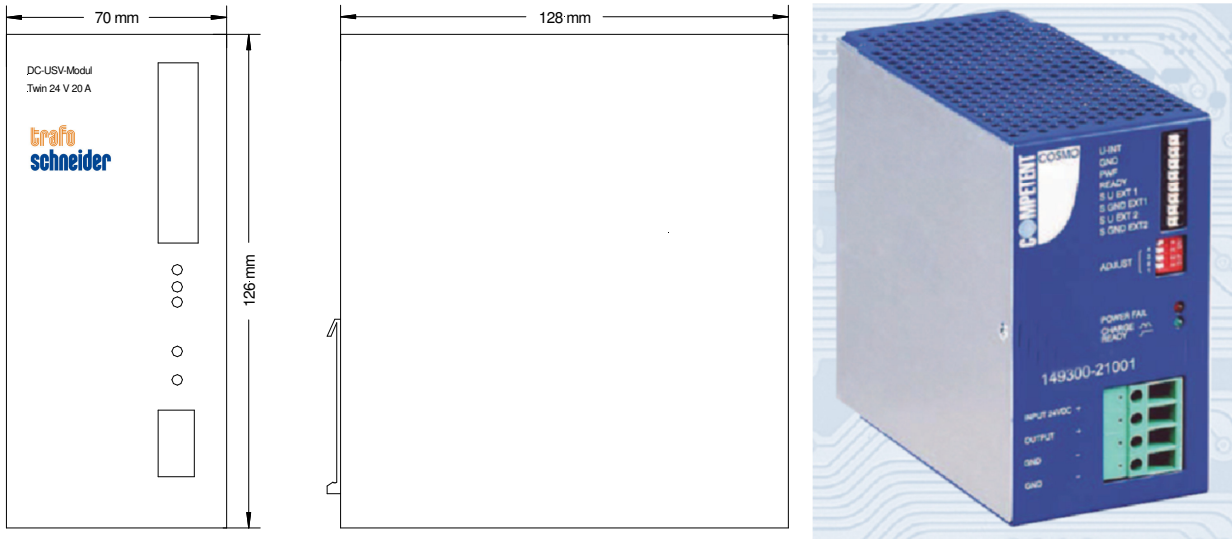 70 mm
128 mm
DC-USV-Modul
Twin 24 V 20 A
trafo
schneider
126 mm
COMPETENT
COSMO
U-INT
GND
PWF
READY
S U EXT 1
S GND EXT1
S U EXT 2
S GND EXT2
ADJUST
POWER FAIL
CHARGE
READY
149300-21001
INPUT 24VDC +
OUTPUT +
GND -
GND -